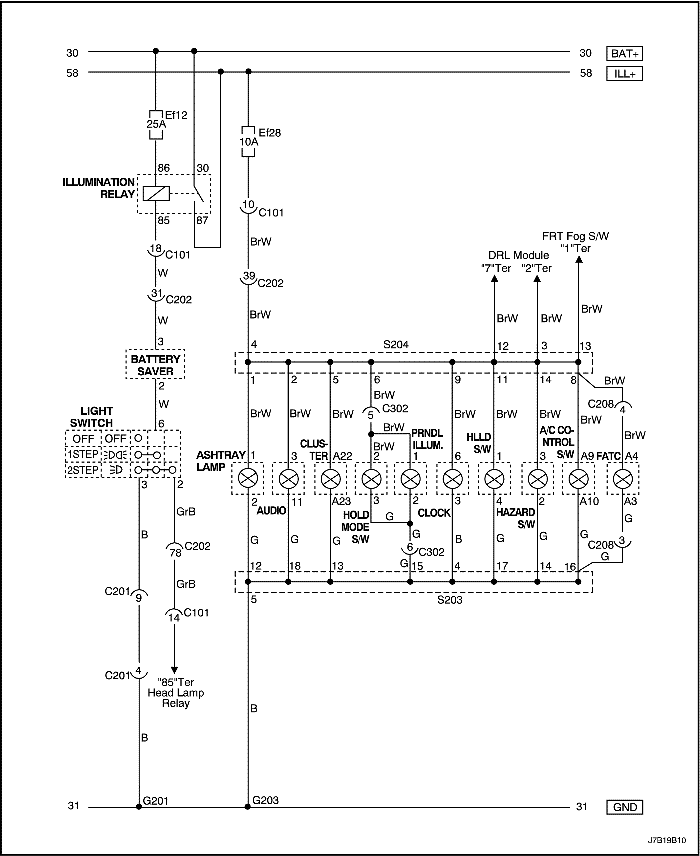 30 30 BAT+
58 58 ILL+
Ef12
25A
Ef28
10A
86 30
ILLUMINATION
RELAY
85 87
10
C101
18
C101
BrW
FRT Fog S/W
"1"Ter
DRL Module
"7"Ter "2"Ter
W
39
C202
31
C202
W
BrW
BrW BrW BrW
3
4 S204 12 3 13
BATTERY
SAVER
2
1 2 5 6 9 11 14 8
BrW
W
BrW
C302
5
C208
4
LIGHT
SWITCH
6
BrW BrW BrW BrW BrW BrW BrW BrW
BrW
BrW
BrW
OFF OFF
1STEP
2STEP
ASHTRAY
LAMP
CLUS-
TER
PRNDL
ILLUM.
HLLD
S/W
A/C CO-
NTROL
S/W
FATC
1 3 A22 2 1 6 1 3 A9 A4
3 2
2 11 A23 3 2 3 4 2 A10 A3
AUDIO
HOLD
MODE
S/W
CLOCK
HAZARD
S/W
GrB
B
G
G
G
G G G G B G G G
C202
78
6
C302
C208
3
G
G
12 18 13 15 4 17 14 16
GrB
C201
9
5 S203
C101
14
C201
4
"85"Ter
Head Lamp
Relay
B
B
31 G201 G203 31 GND
J7B19B10